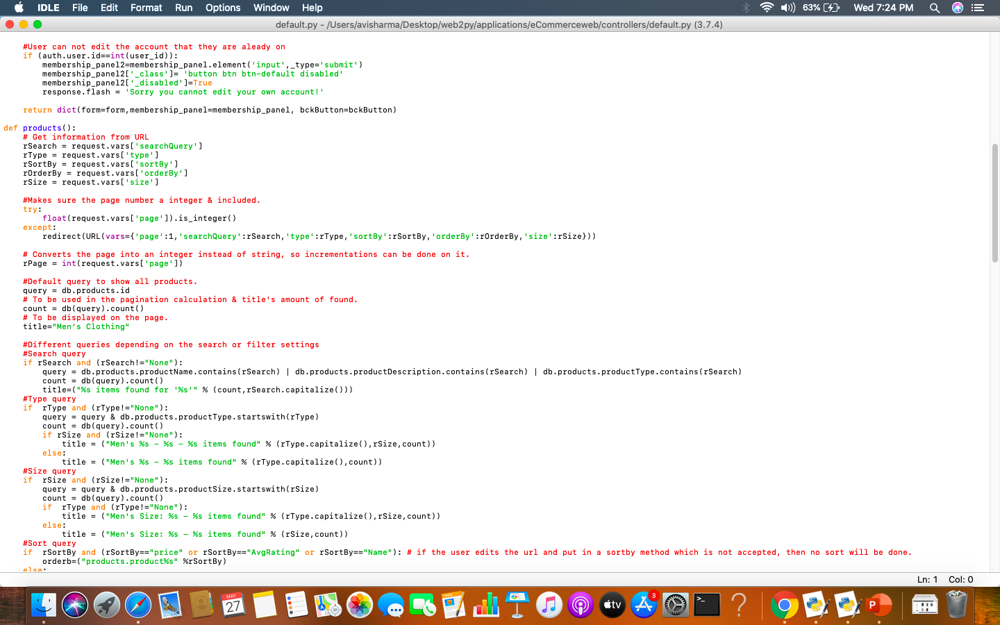 IDLE File Edit Format Run Options Window Help 63% Wed 7:24 PM
default.py - /Users/avisharma/Desktop/web2py/applications/eCommerceweb/controllers/default.py (3.7.4)
#User can not edit the account that they are aleady on
if (auth.user.id==int(user_id)):
membership_panel2=membership_panel.element('input',_type='submit')
membership_panel2['_class']= 'button btn btn-default disabled'
membership_panel2['_disabled']=True
response.flash = 'Sorry you cannot edit your own account!'
return dict(form=form,membership_panel=membership_panel, bckButton=bckButton)
def products():
# Get information from URL
rSearch = request.vars['searchQuery']
rType = request.vars['type']
rSortBy = request.vars['sortBy']
rOrderBy = request.vars['orderBy']
rSize = request.vars['size']
#Makes sure the page number a integer & included.
try:
float(request.vars['page']).is_integer()
except:
redirect(URL(vars={'page':1,'searchQuery':rSearch,'type':rType,'sortBy':rSortBy,'orderBy':rOrderBy,'size':rSize}))
# Converts the page into an integer instead of string, so incrementations can be done on it.
rPage = int(request.vars['page'])
#Default query to show all products.
query = db.products.id
# To be used in the pagination calculation & title's amount of found.
count = db(query).count()
# To be displayed on the page.
title="Men's Clothing"
#Different queries depending on the search or filter settings
#Search query
if rSearch and (rSearch!="None"):
query = db.products.productName.contains(rSearch) | db.products.productDescription.contains(rSearch) | db.products.productType.contains(rSearch)
count = db(query).count()
title=("%s items found for '%s'" % (count,rSearch.capitalize()))
#Type query
if  rType and (rType!="None"):
query = query & db.products.productType.startswith(rType)
count = db(query).count()
if rSize and (rSize!="None"):
title = ("Men's %s - %s - %s items found" % (rType.capitalize(),rSize,count))
else:
title = ("Men's %s - %s items found" % (rType.capitalize(),count))
#Size query
if  rSize and (rSize!="None"):
query = query & db.products.productSize.startswith(rSize)
count = db(query).count()
if  rType and (rType!="None"):
title = ("Men's Size: %s - %s items found" % (rType.capitalize(),rSize,count))
else:
title = ("Men's Size: %s - %s items found" % (rSize,count))
#Sort query
if  rSortBy and (rSortBy=="price" or rSortBy=="AvgRating" or rSortBy=="Name"): # if the user edits the url and put in a sortby method which is not accepted, then no sort will be done.
orderb=("products.product%s" %rSortBy)
else:
Ln: 1 Col: 0
MAY
27
3
tv
P